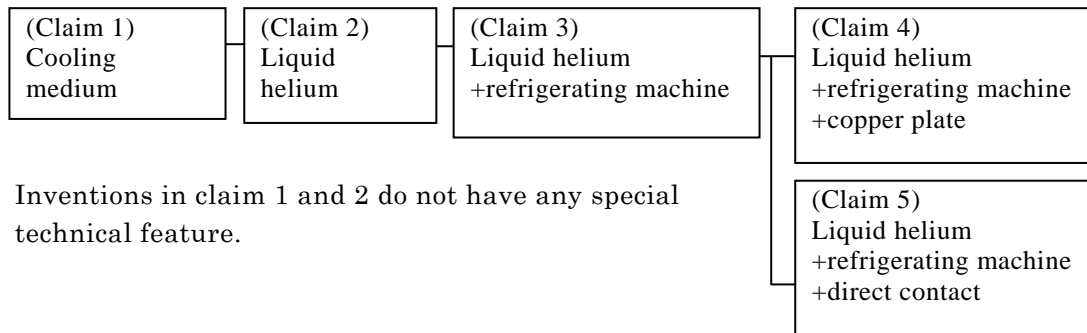 (Claim 1)
Cooling
medium
(Claim 2)
Liquid
helium
(Claim 3)
Liquid helium
+refrigerating machine
(Claim 4)
Liquid helium
+refrigerating machine
+copper plate
Inventions in claim 1 and 2 do not have any special
technical feature.
(Claim 5)
Liquid helium
+refrigerating machine
+direct contact